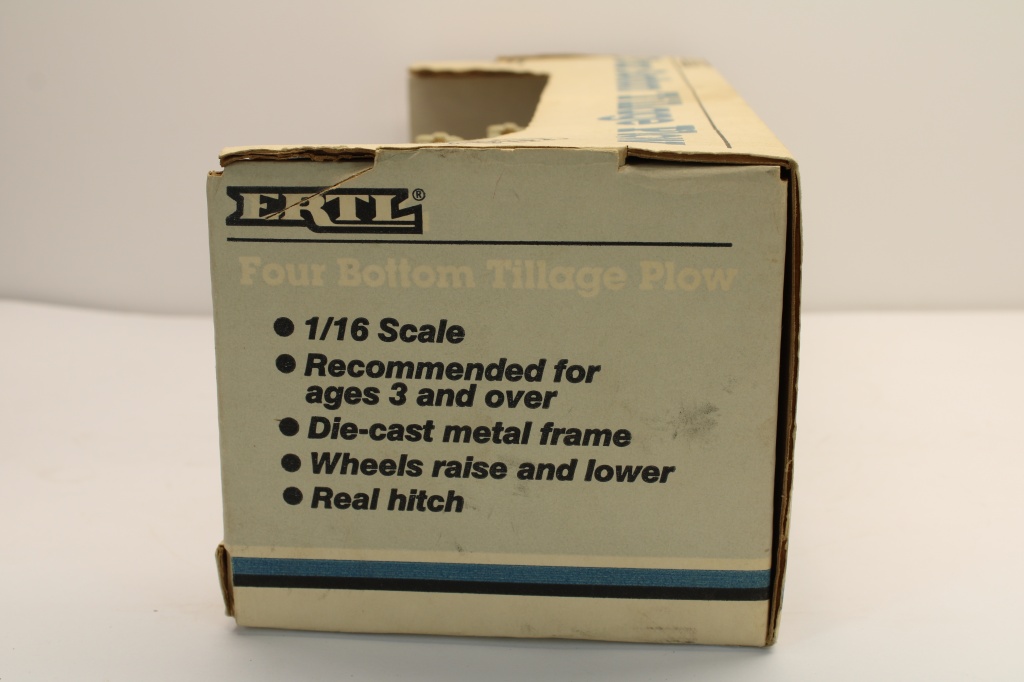 ERTL®
Four Bottom Tillage Plow
● 1/16 Scale
● Recommended for
ages 3 and over
● Die-cast metal frame
● Wheels raise and lower
● Real hitch